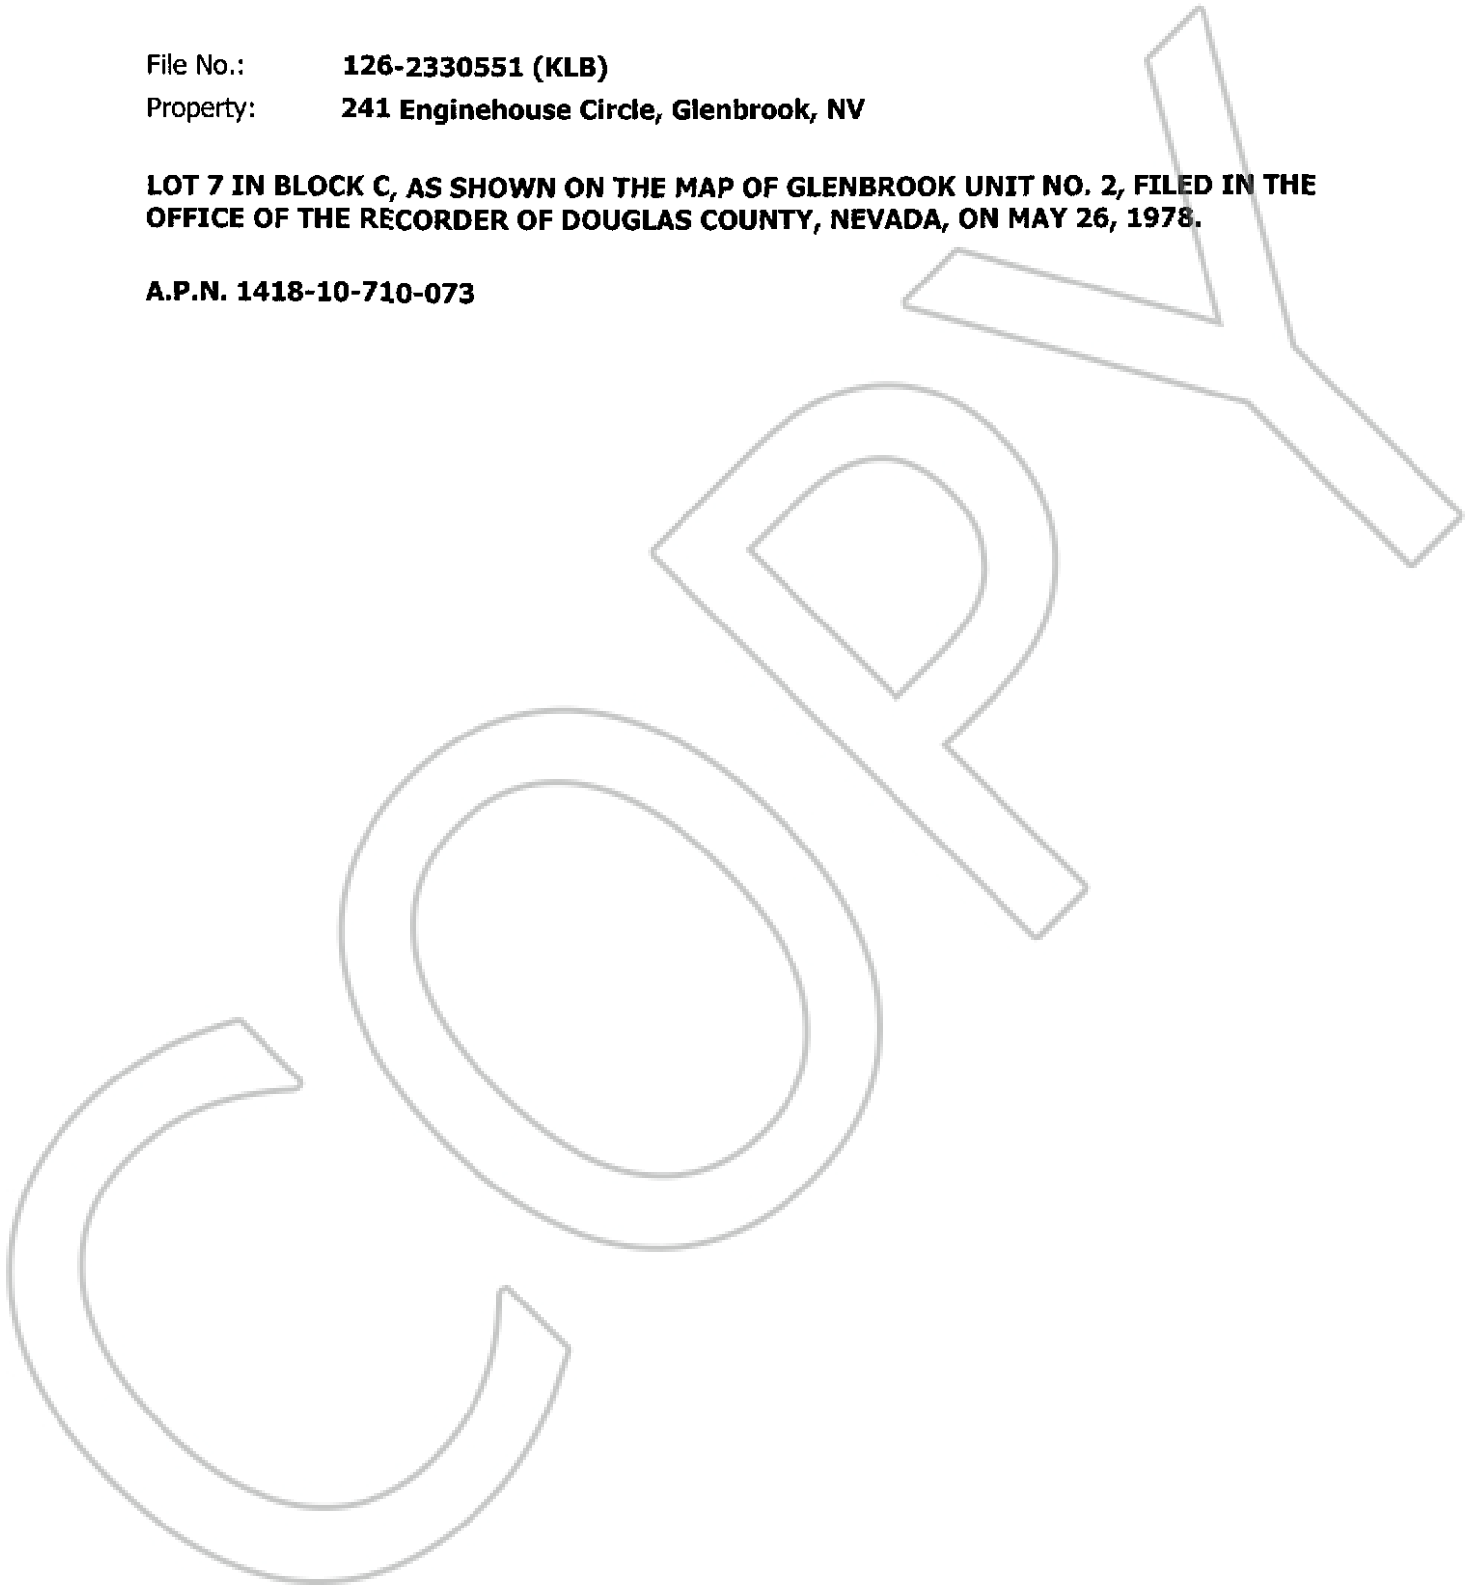 File No.: 126-2330551 (KLB)
Property: 241 Enginehouse Circle, Glenbrook, NV
LOT 7 IN BLOCK C, AS SHOWN ON THE MAP OF GLENBROOK UNIT NO. 2, FILED IN THE
OFFICE OF THE RECORDER OF DOUGLAS COUNTY, NEVADA, ON MAY 26, 1978.
A.P.N. 1418-10-710-073
COPY